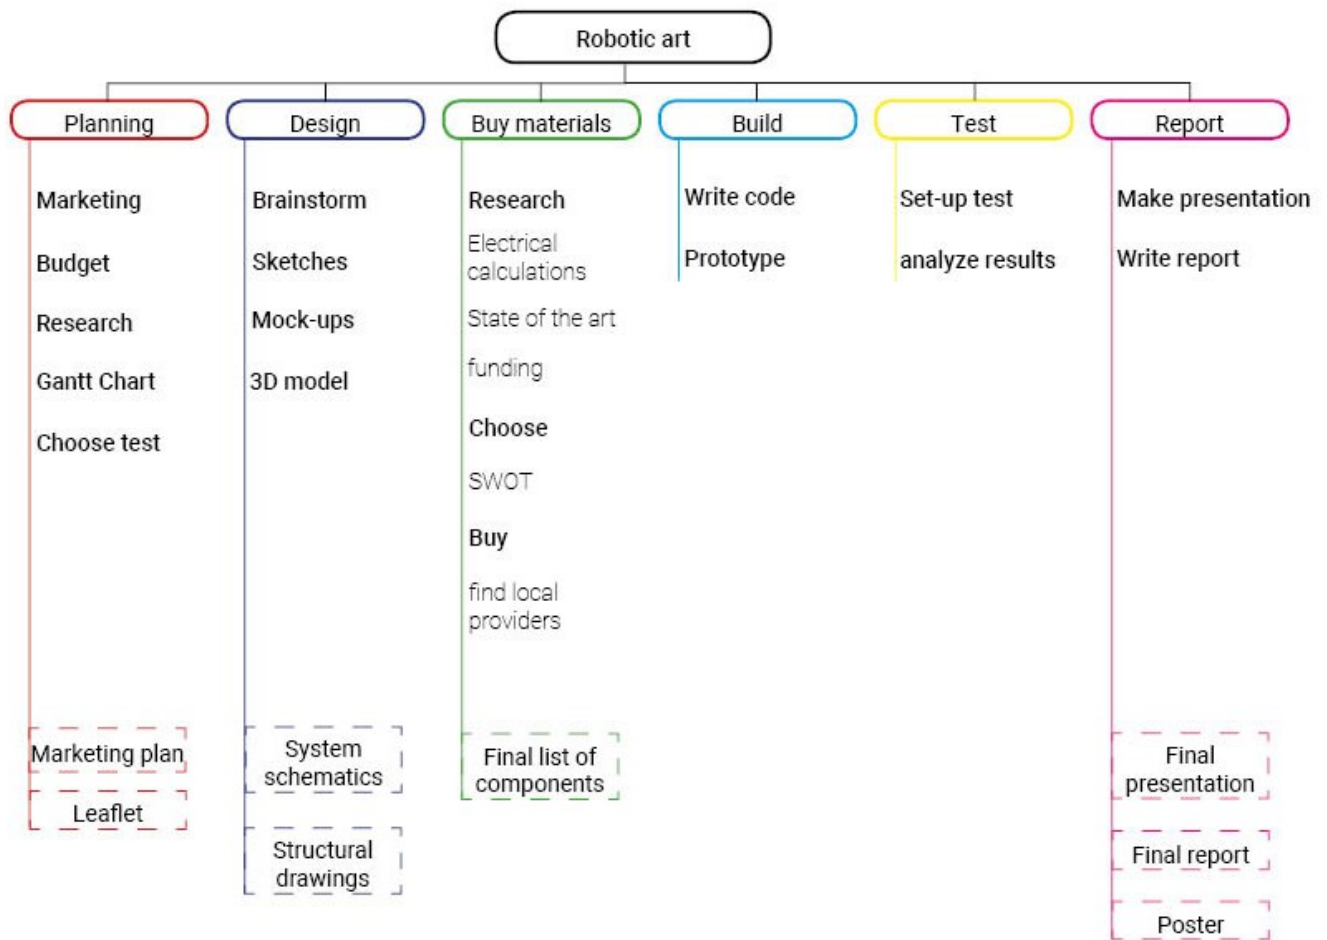 Robotic art
Planning
Marketing
Budget
Research
Gantt Chart
Choose test
Marketing plan
Leaflet
Design
Brainstorm
Sketches
Mock-ups
3D model
System
schematics
Structural
drawings
Buy materials
Research
Electrical
calculations
State of the art
funding
Choose
SWOT
Buy
find local
providers
Final list of
components
Build
Write code
Prototype
Test
Set-up test
analyze results
Report
Make presentation
Write report
Final
presentation
Final report
Poster